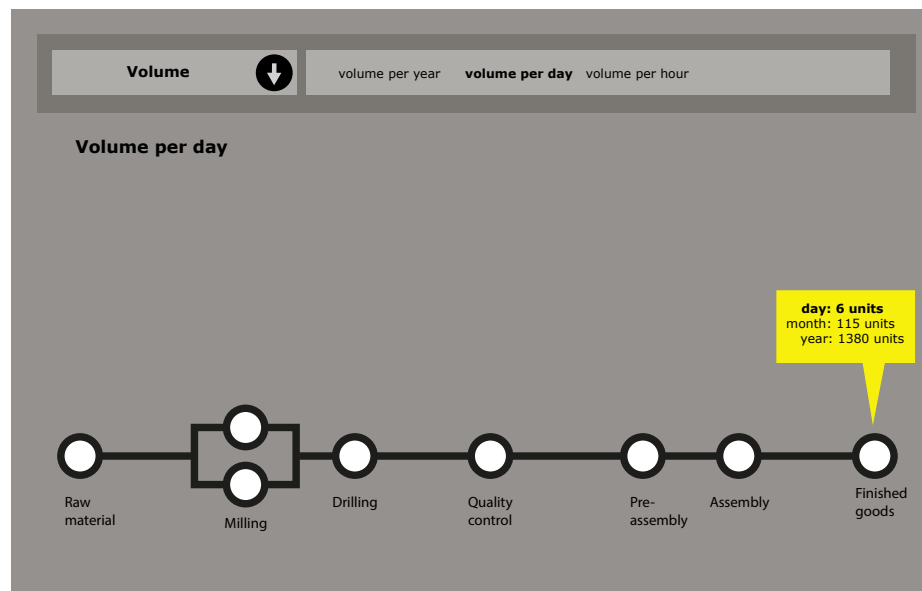 Volume
volume per year volume per day volume per hour
Volume per day
day: 6 units
month: 115 units
year: 1380 units
Raw
material
Milling
Drilling
Quality
control
Pre-
assembly
Assembly
Finished
goods